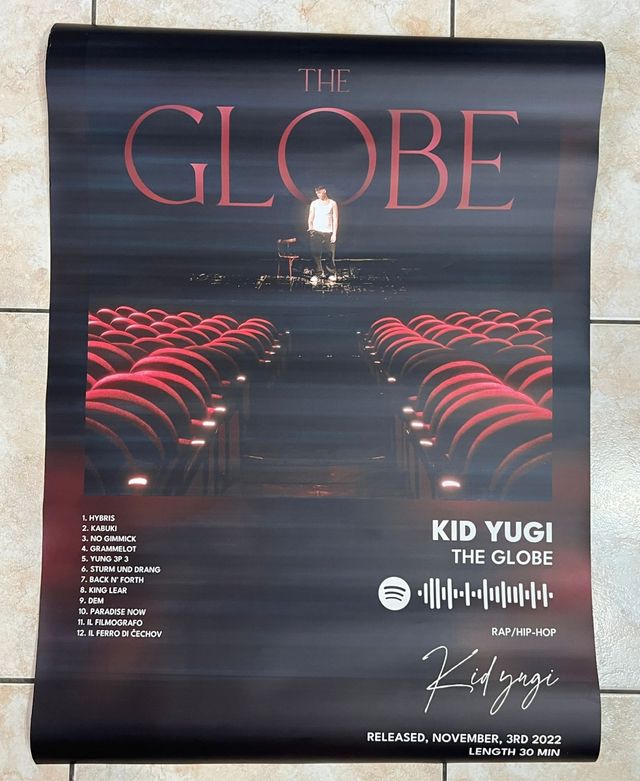 THE
GLOBE
1. HYBRIS
2. KABUKI
3. NO GIMMICK
4. GRAMMELOT
5. YUNG 3P 3
6. STURM UND DRANG
7. BACK N' FORTH
8. KING LEAR
9. DEM
10. PARADISE NOW
11. IL FILMOGRAFO
12. IL FERRO DI ČECHOV
KID YUGI
THE GLOBE
RAP/HIP-HOP
Kid yugi
RELEASED, NOVEMBER, 3RD 2022
LENGTH 30 MIN